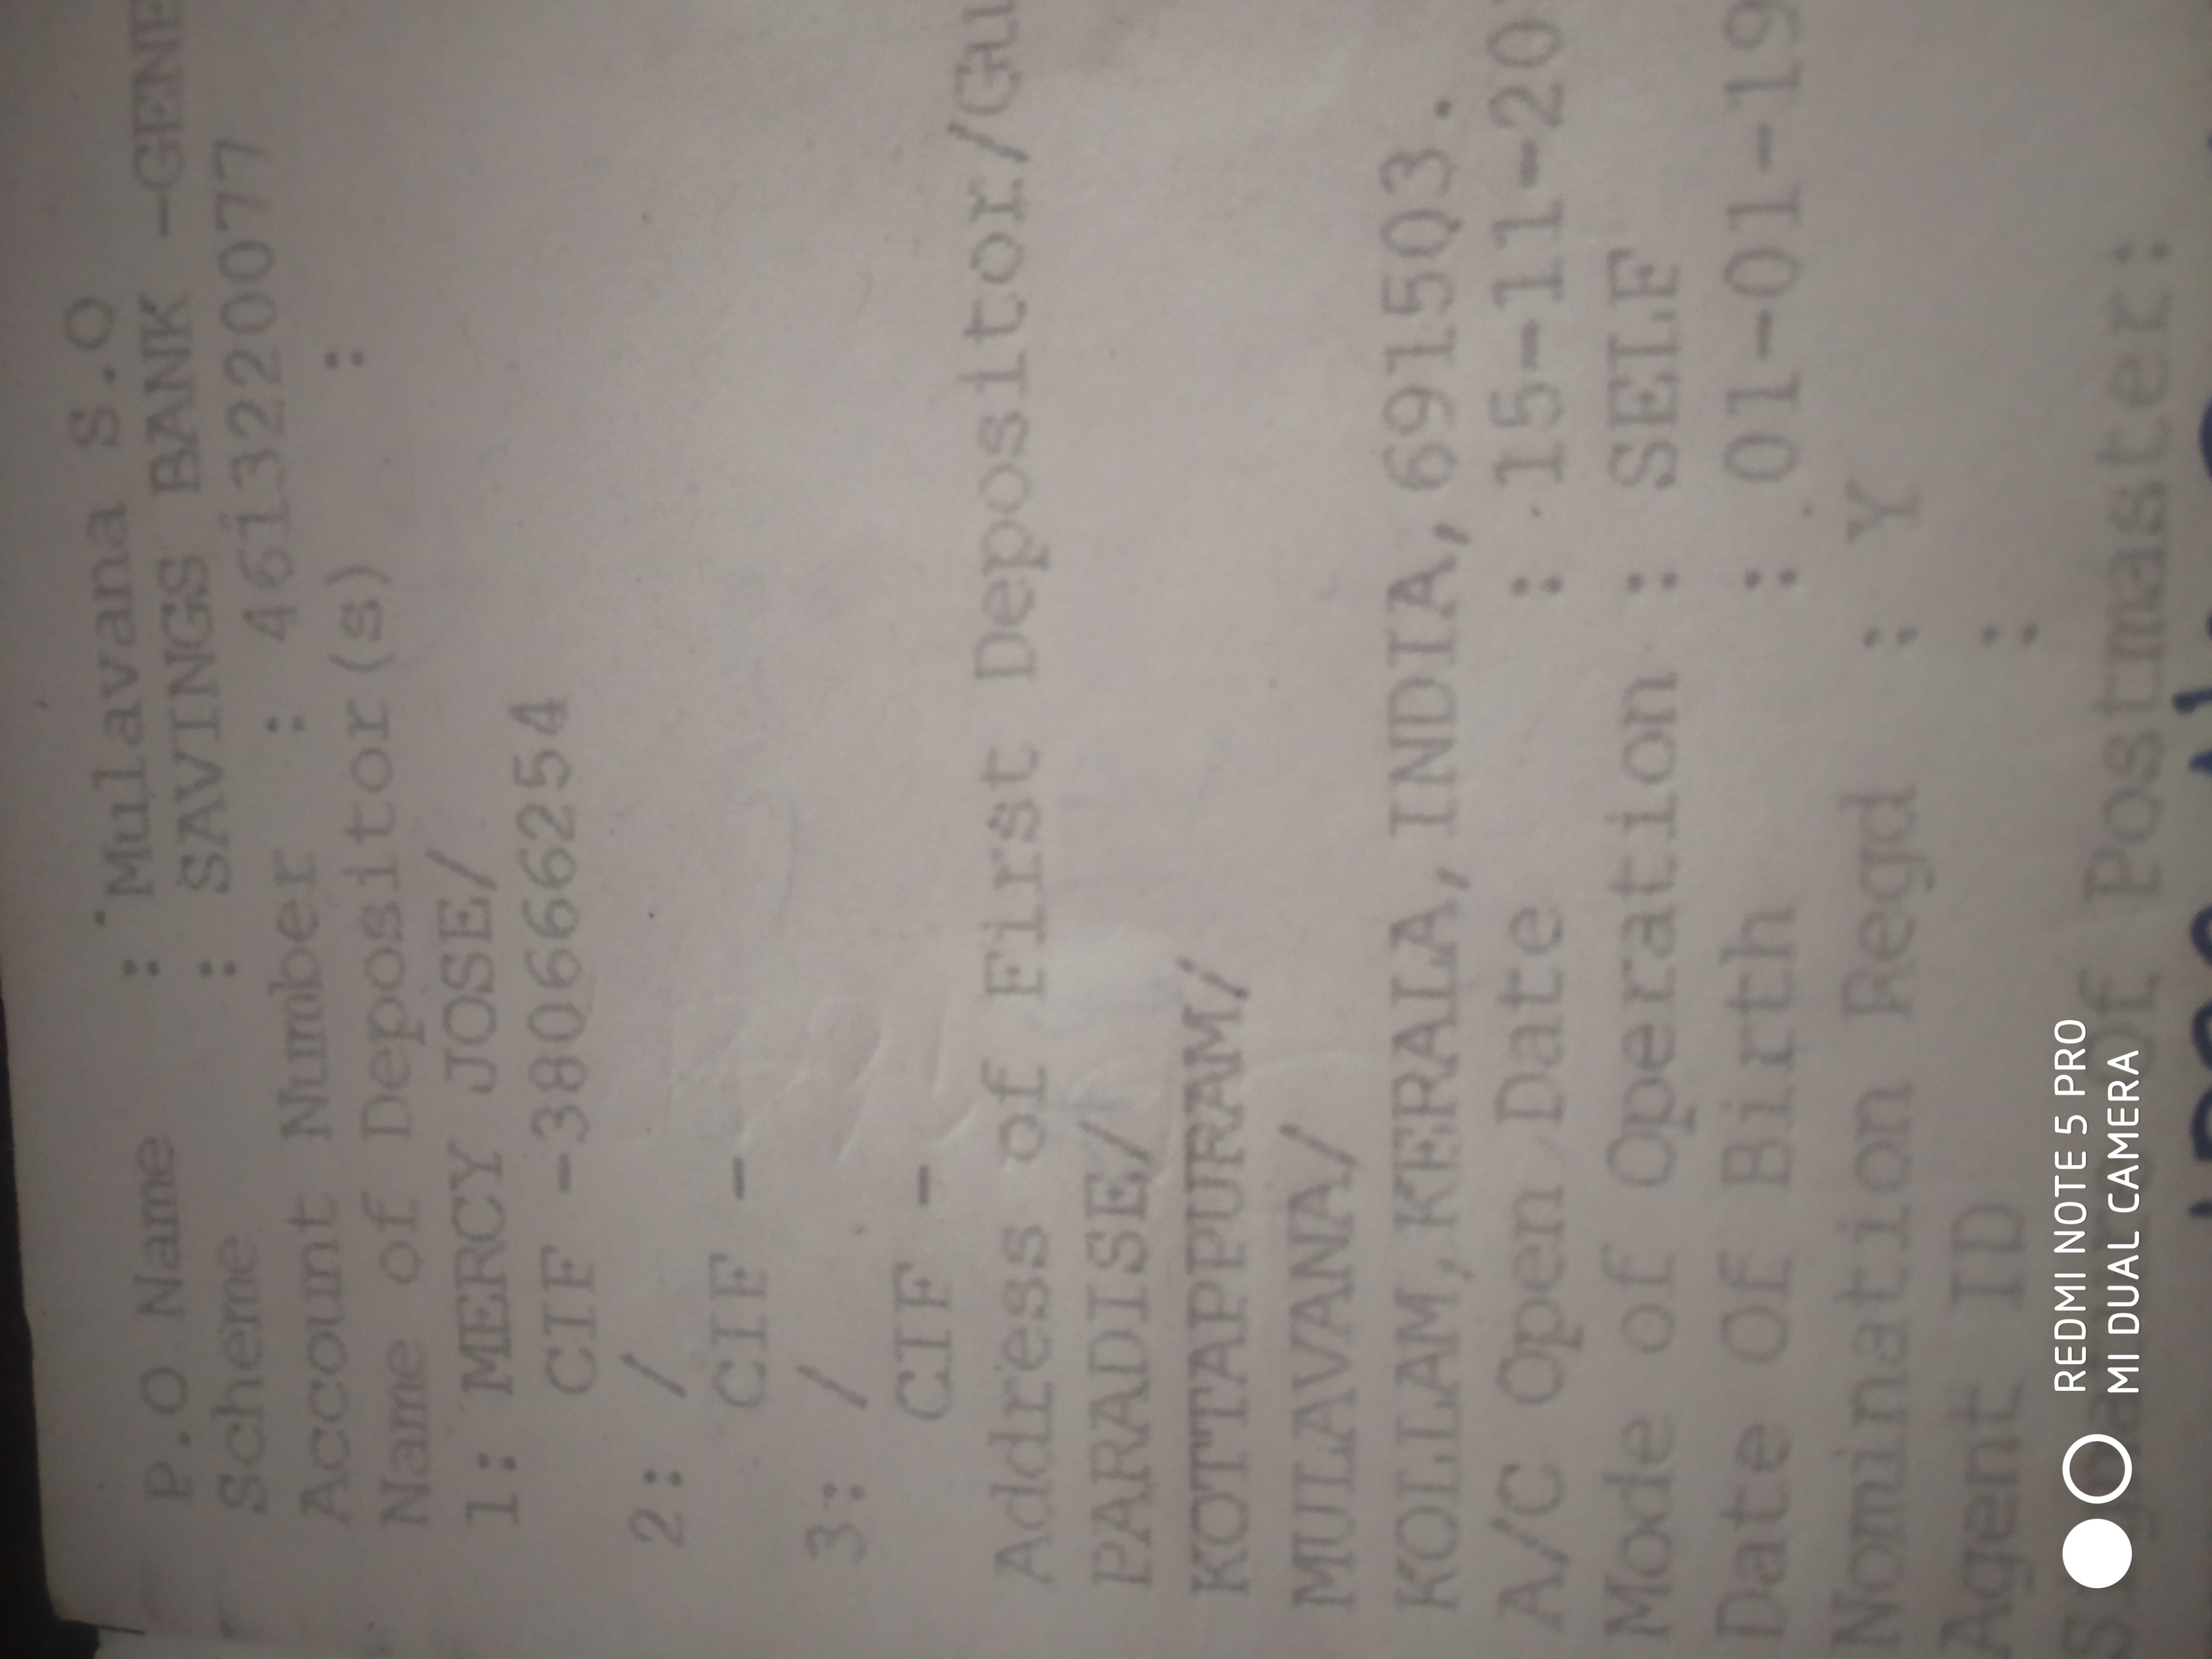 P.O Name : Mulavana S.O
Scheme : SAVINGS BANK -GENE
Account Number : 4613220077
Name of Depositor(s) :
1: MERCY JOSE/
CIF -380666254
2: /
CIF -
3: /
CIF -
Address of First Depositor/Gu
PARADISE/
KOTTAPPURAM/
MULAVANA/
KOLLAM,KERALA,INDIA,691503.
A/C Open Date : 15-11-20
Mode of Operation : SELF
Date Of Birth : 01-01-19
Nomination Regd : Y
Agent ID :
Of Postmaster:
REDMI NOTE 5 PRO
MI DUAL CAMERA